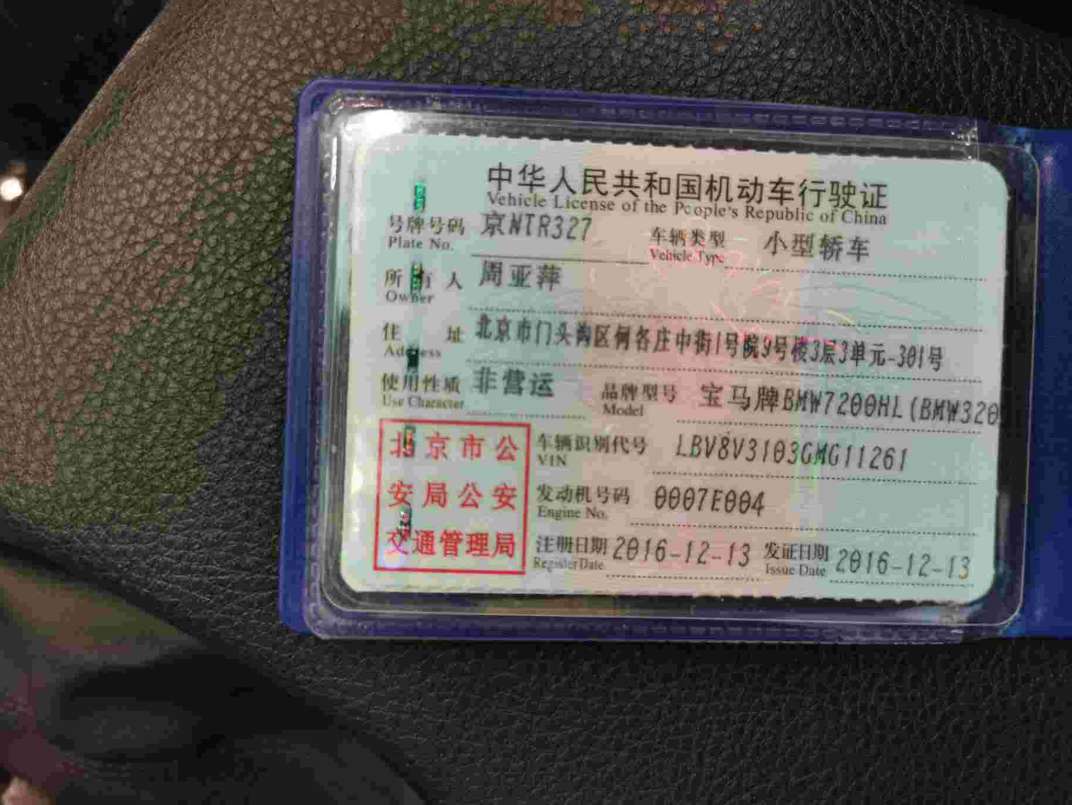 中华人民共和国机动车行驶证
Vehicle License of the People's Republic of China
号牌号码 京NTR327 车辆类型 小型轿车
Plate No. Vehicle Type
所有人 周亚萍
Owner
住址 北京市门头沟区何各庄中街1号院9号楼3层3单元-301号
Address
使用性质 非营运 品牌型号 宝马牌BMW7200HL(BMW320
Use Character Model
北京市公 车辆识别代号 LBV8V3103GMG11261
VIN
安局公安 发动机号码 0007E004
Engine No.
交通管理局 注册日期 2016-12-13 发证日期 2016-12-13
Register Date Issue Date